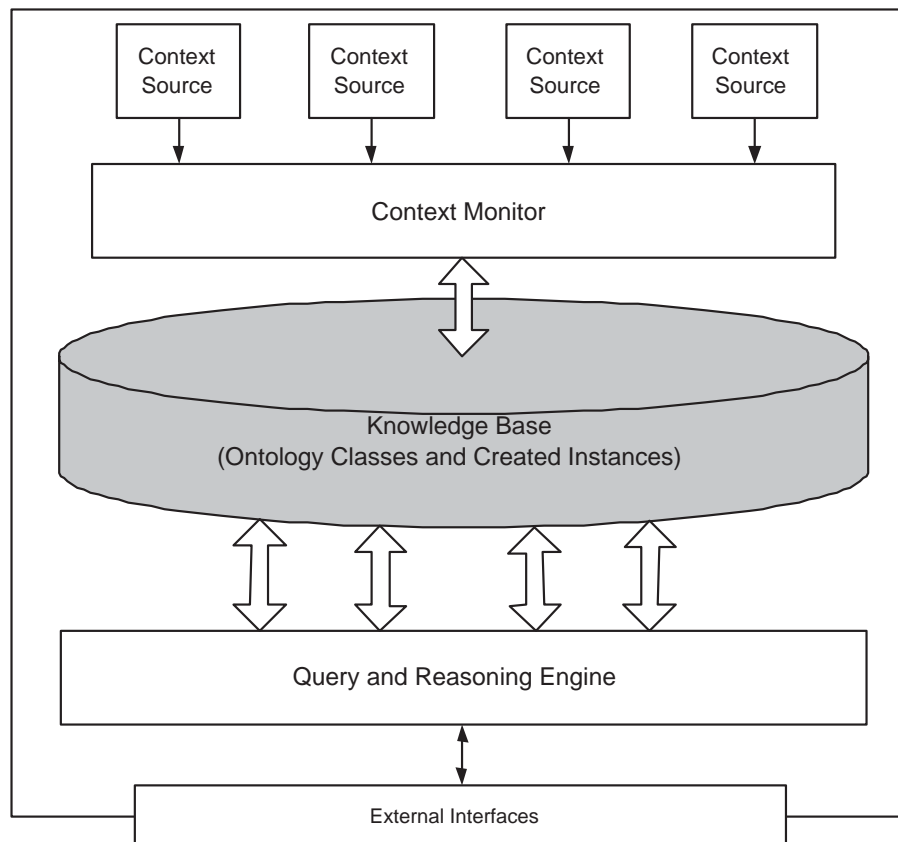 Context
Source
Context
Source
Context
Source
Context
Source
Context Monitor
Knowledge Base
(Ontology Classes and Created Instances)
Query and Reasoning Engine
External Interfaces